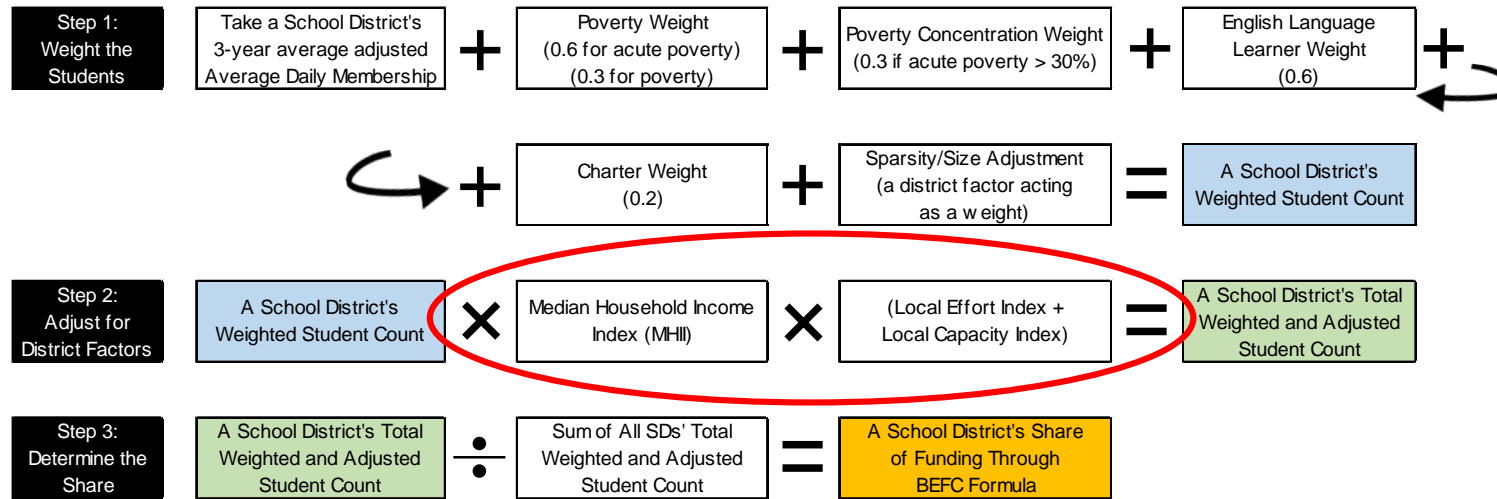 Step 1:
Weight the
Students
Take a School District's
3-year average adjusted
Average Daily Membership
+
Poverty Weight
(0.6 for acute poverty)
(0.3 for poverty)
+
Poverty Concentration Weight
(0.3 if acute poverty > 30%)
+
English Language
Learner Weight
(0.6)
+
+
Charter Weight
(0.2)
+
Sparsity/Size Adjustment
(a district factor acting
as a weight)
=
A School District's
Weighted Student Count
Step 2:
Adjust for
District Factors
A School District's
Weighted Student Count
×
Median Household Income
Index (MHII)
×
(Local Effort Index +
Local Capacity Index)
=
A School District's Total
Weighted and Adjusted
Student Count
Step 3:
Determine the
Share
A School District's Total
Weighted and Adjusted
Student Count
÷
Sum of All SDs' Total
Weighted and Adjusted
Student Count
=
A School District's Share
of Funding Through
BEFC Formula